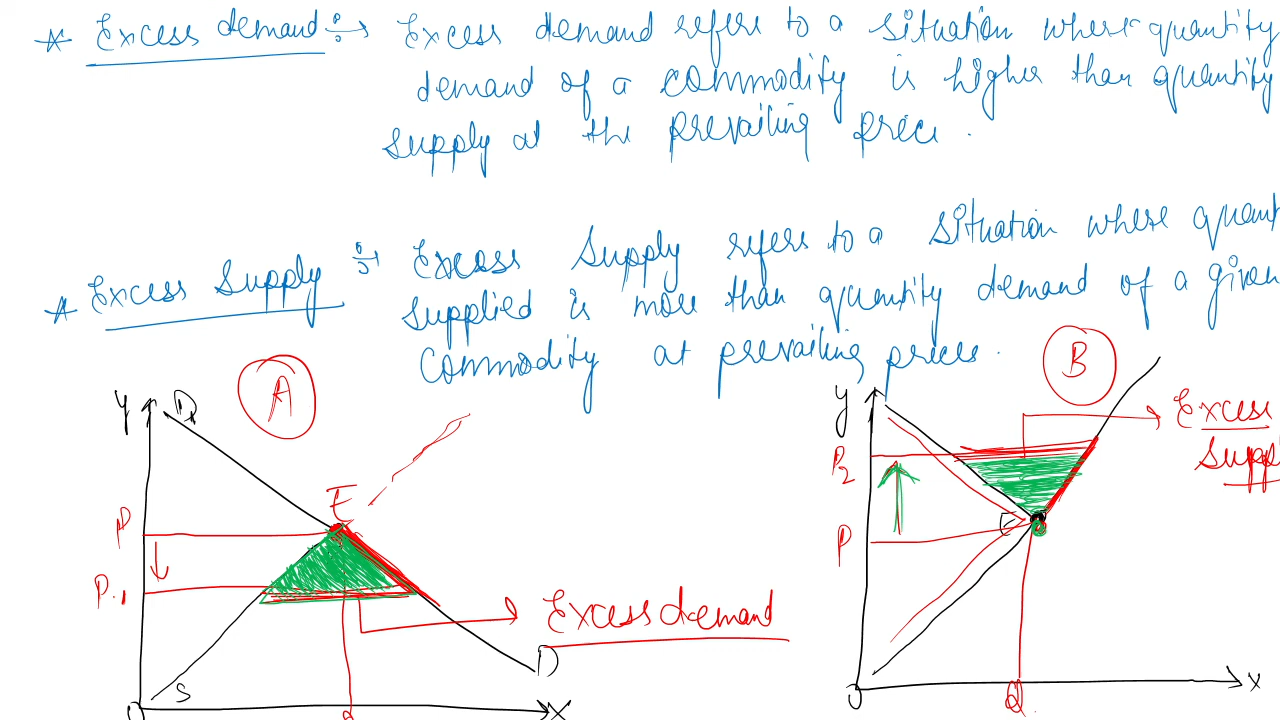 * Excess demand :→ Excess demand refers to a situation where quantity
demand of a commodity is higher than quantity
supply at the prevailing price.
* Excess Supply :→ Excess Supply refers to a situation where quant
supplied is more than quantity demand of a given
commodity at prevailing prices.
A
B
Y D
Y
Excess
Supp
P2
E
P
E
P
P1
Excess demand
D
S
O
X
O
Q
X